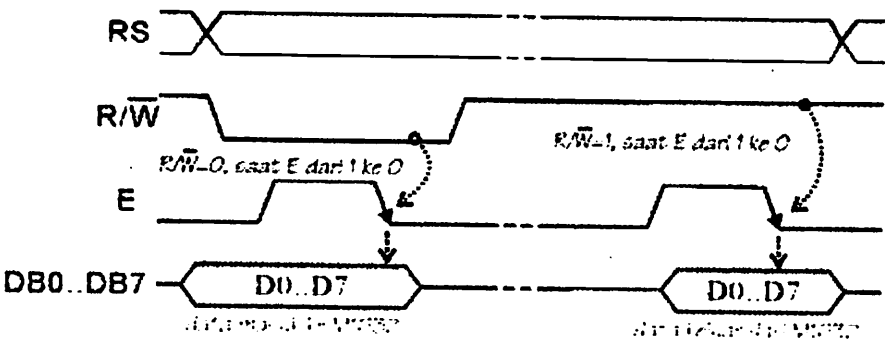 RS
R/W̅
R/W̅=0, saat E dari 1 ke 0
R/W̅=1, saat E dari 1 ke 0
E
DB0..DB7
D0..D7
D0..D7